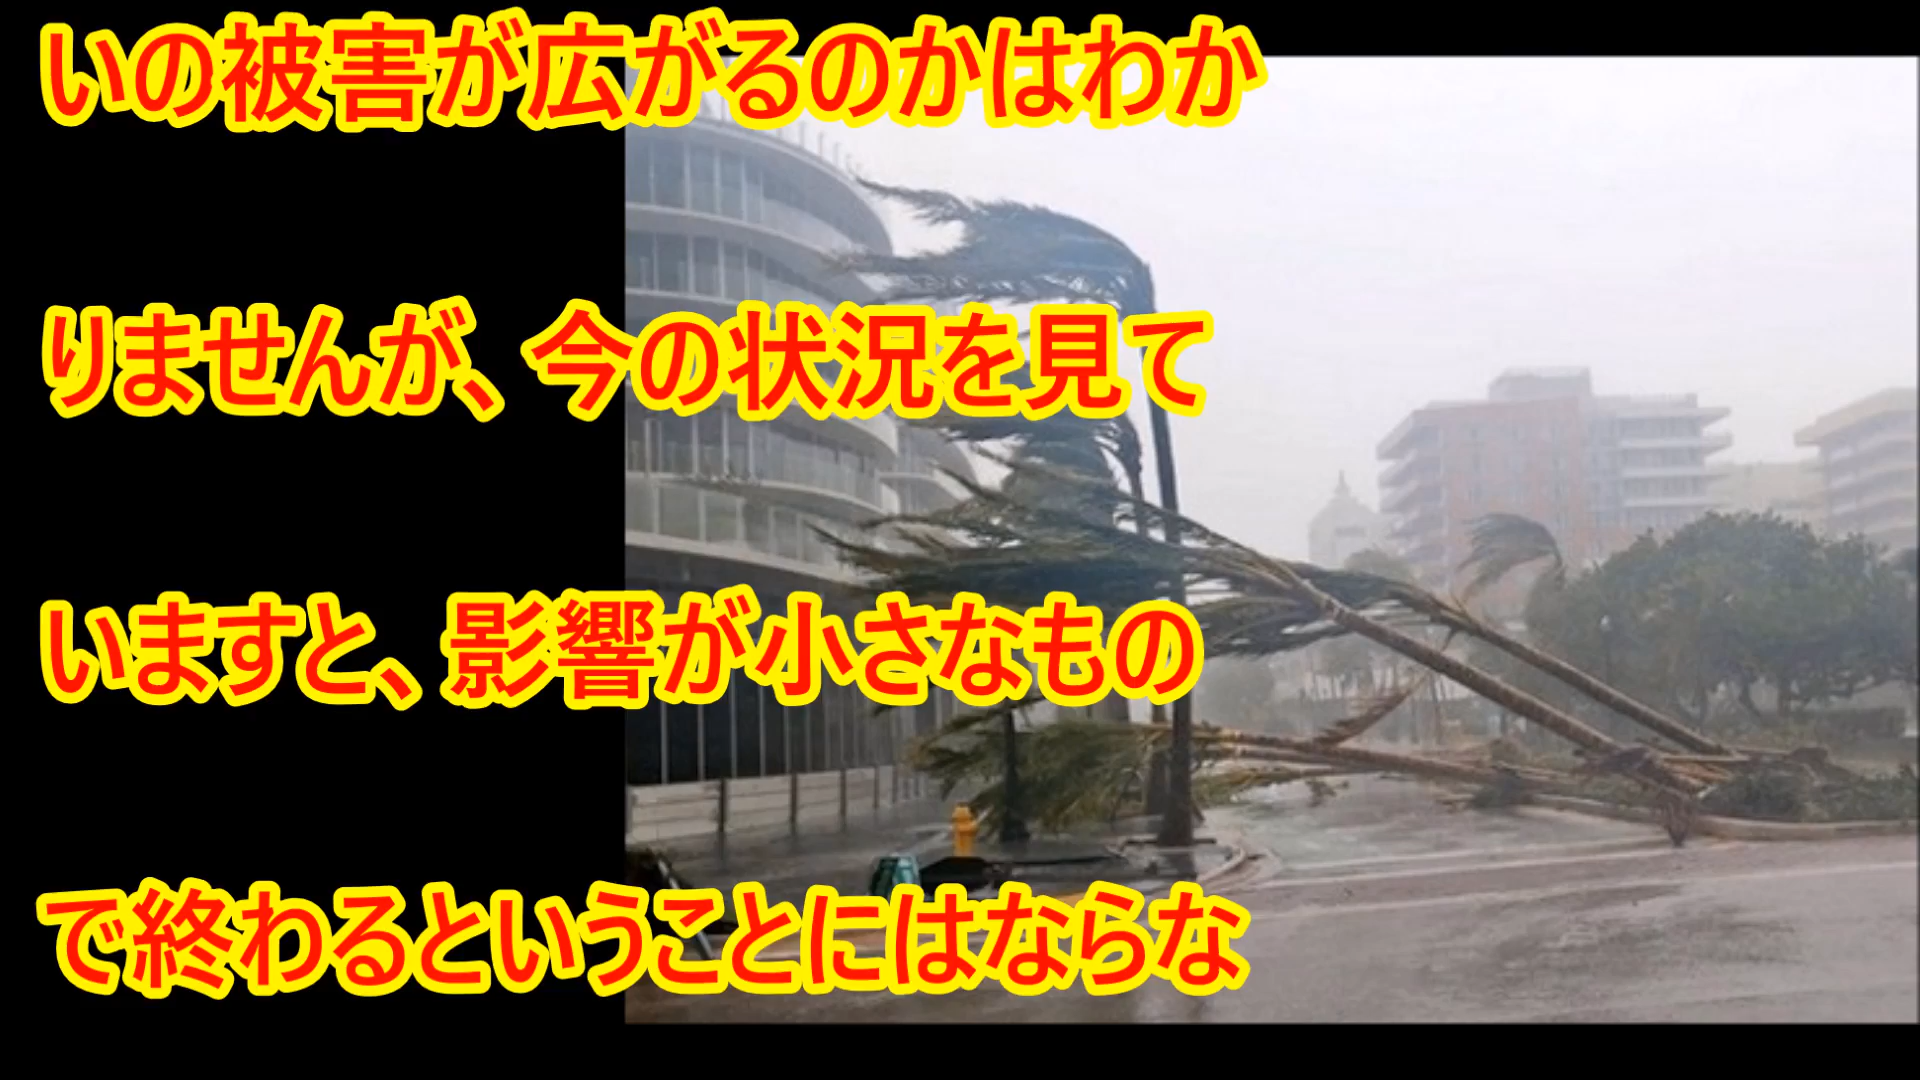 いの被害が広がるのかはわか
りませんが、今の状況を見て
いますと、影響が小さなもの
で終わるということにはならな